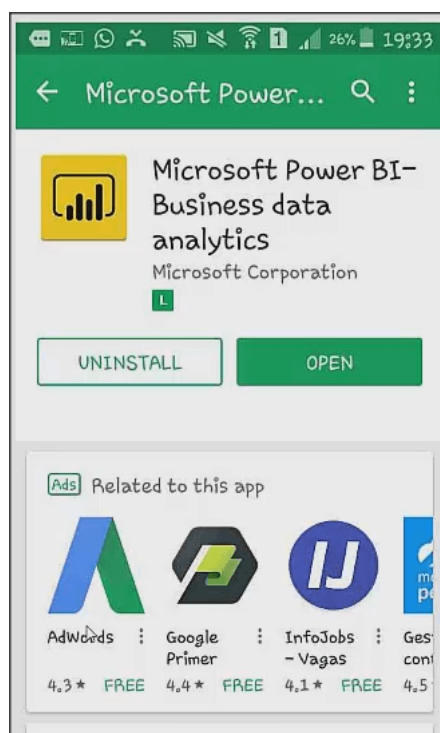 1 26% 19:33
Microsoft Power...
Microsoft Power BI-
Business data
analytics
Microsoft Corporation
L
UNINSTALL OPEN
Ads Related to this app
AdWords Google InfoJobs Ges
Primer - Vagas con
4.3★ FREE 4.4★ FREE 4.1★ FREE 4.5